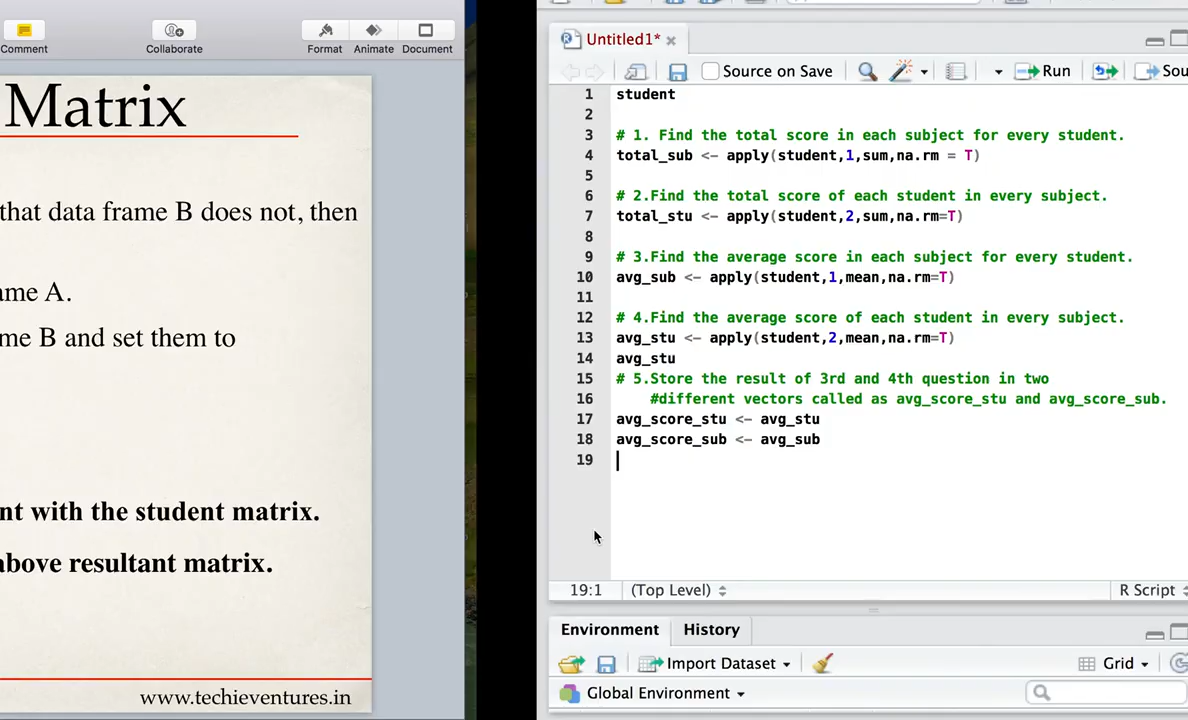 Comment
Collaborate
Format
Animate
Document
Matrix
that data frame B does not, then
ame A.
me B and set them to
nt with the student matrix.
above resultant matrix.
www.techieventures.in
Untitled1*
Source on Save
Run
Sou
1 student
2
3 # 1. Find the total score in each subject for every student.
4 total_sub <- apply(student,1,sum,na.rm = T)
5
6 # 2.Find the total score of each student in every subject.
7 total_stu <- apply(student,2,sum,na.rm=T)
8
9 # 3.Find the average score in each subject for every student.
10 avg_sub <- apply(student,1,mean,na.rm=T)
11
12 # 4.Find the average score of each student in every subject.
13 avg_stu <- apply(student,2,mean,na.rm=T)
14 avg_stu
15 # 5.Store the result of 3rd and 4th question in two
16 #different vectors called as avg_score_stu and avg_score_sub.
17 avg_score_stu <- avg_stu
18 avg_score_sub <- avg_sub
19
19:1 (Top Level) R Script
Environment History
Import Dataset Grid
Global Environment